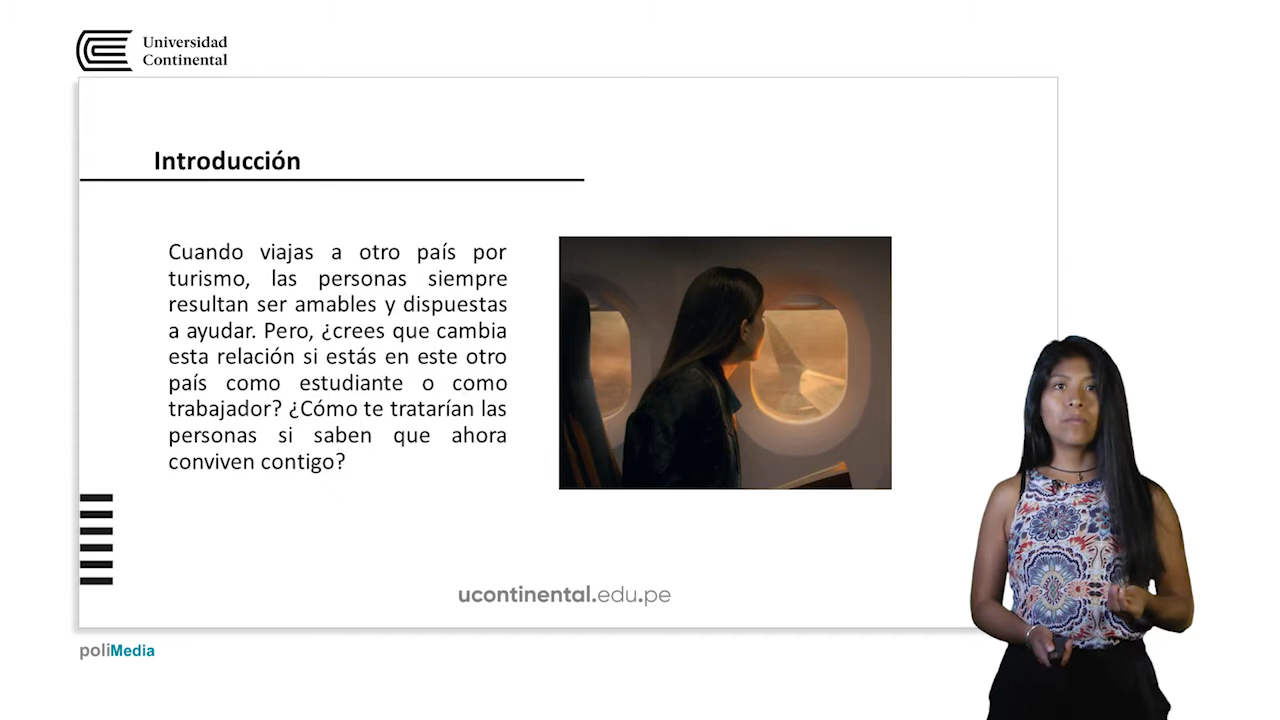 Universidad
Continental
Introducción
Cuando viajas a otro país por
turismo, las personas siempre
resultan ser amables y dispuestas
a ayudar. Pero, ¿crees que cambia
esta relación si estás en este otro
país como estudiante o como
trabajador? ¿Cómo te tratarían las
personas si saben que ahora
conviven contigo?
ucontinental.edu.pe
poliMedia